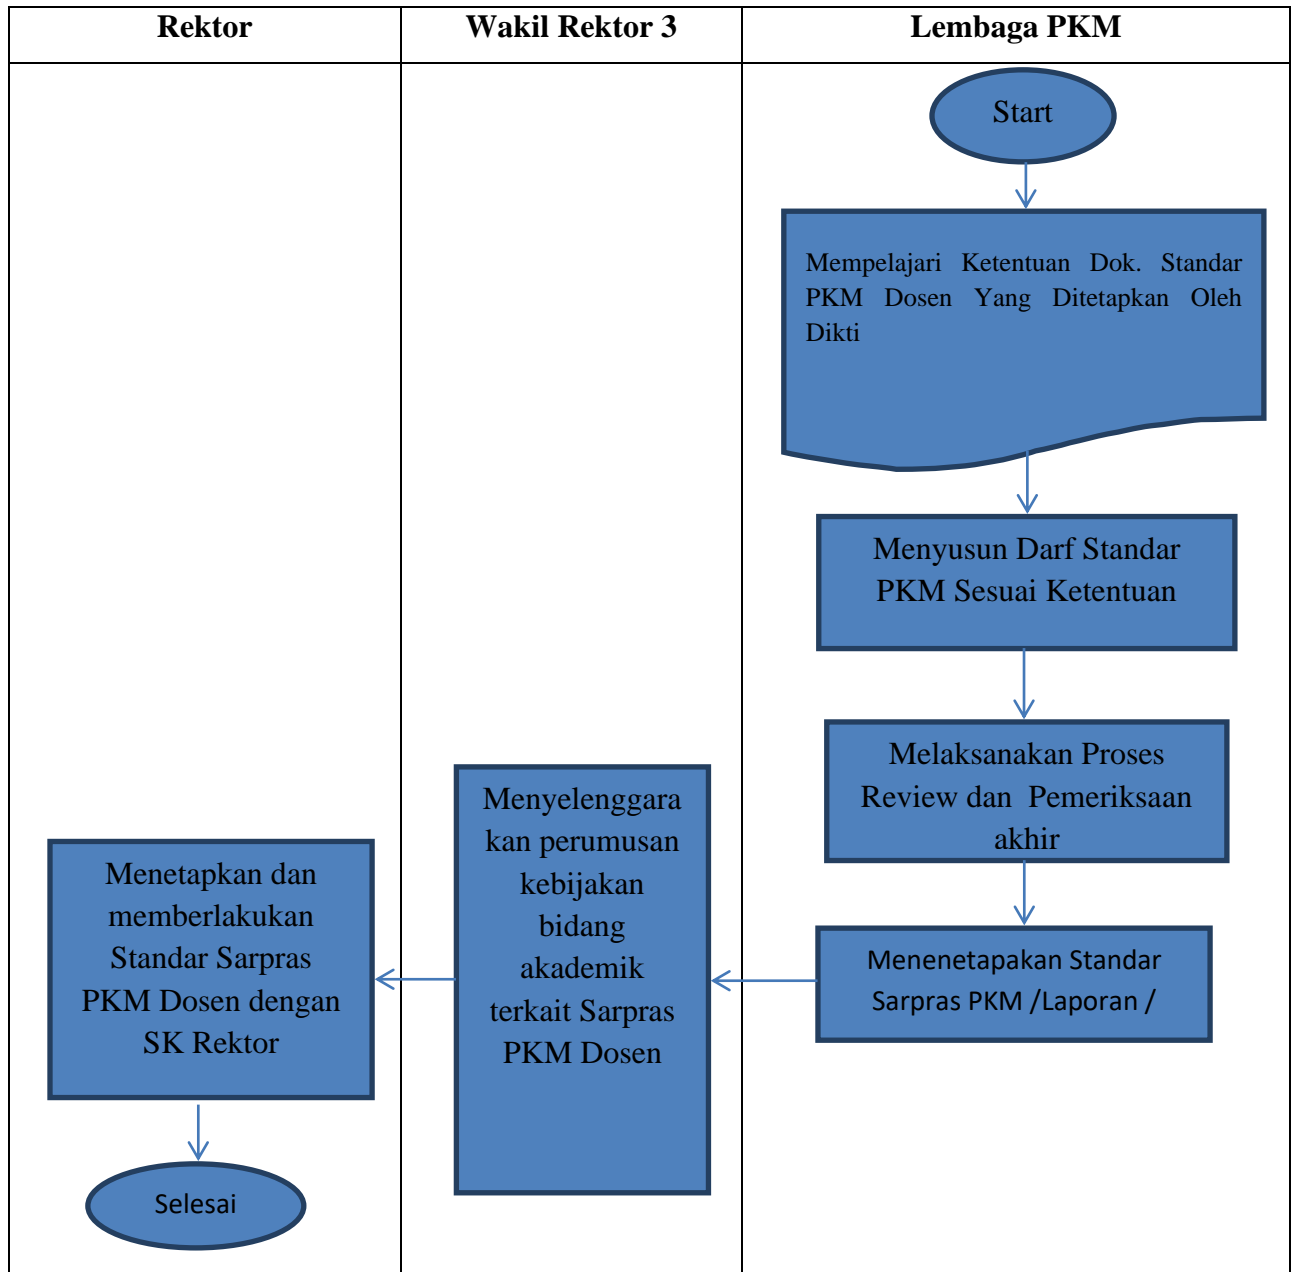 Rektor
Wakil Rektor 3
Lembaga PKM
Start
Mempelajari Ketentuan Dok. Standar
PKM Dosen Yang Ditetapkan Oleh
Dikti
Menyusun Darf Standar
PKM Sesuai Ketentuan
Melaksanakan Proses
Review dan Pemeriksaan
akhir
Menenetapakan Standar
Sarpras PKM /Laporan /
Menyelenggara
kan perumusan
kebijakan
bidang
akademik
terkait Sarpras
PKM Dosen
Menetapkan dan
memberlakukan
Standar Sarpras
PKM Dosen dengan
SK Rektor
Selesai